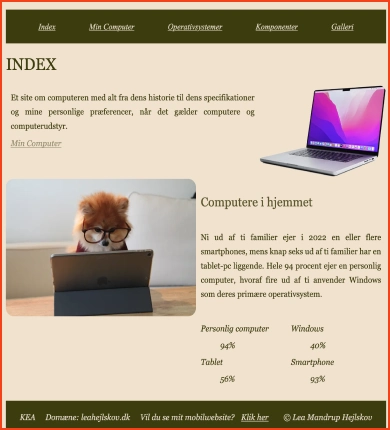 Index Min Computer Operativsystemer Komponenter Galleri
INDEX
Et site om computeren med alt fra dens historie til dens specifikationer
og mine personlige præferencer, når det gælder computere og
computerudstyr.
Min Computer
Computere i hjemmet
Ni ud af ti familier ejer i 2022 en eller flere
smartphones, mens knap seks ud af ti familier har en
tablet-pc liggende. Hele 94 procent ejer en personlig
computer, hvoraf fire ud af ti anvender Windows
som deres primære operativsystem.
Personlig computer Windows
94% 40%
Tablet Smartphone
56% 93%
KEA Domæne: leahejlskov.dk Vil du se mit mobilwebsite? Klik her © Lea Mandrup Hejlskov